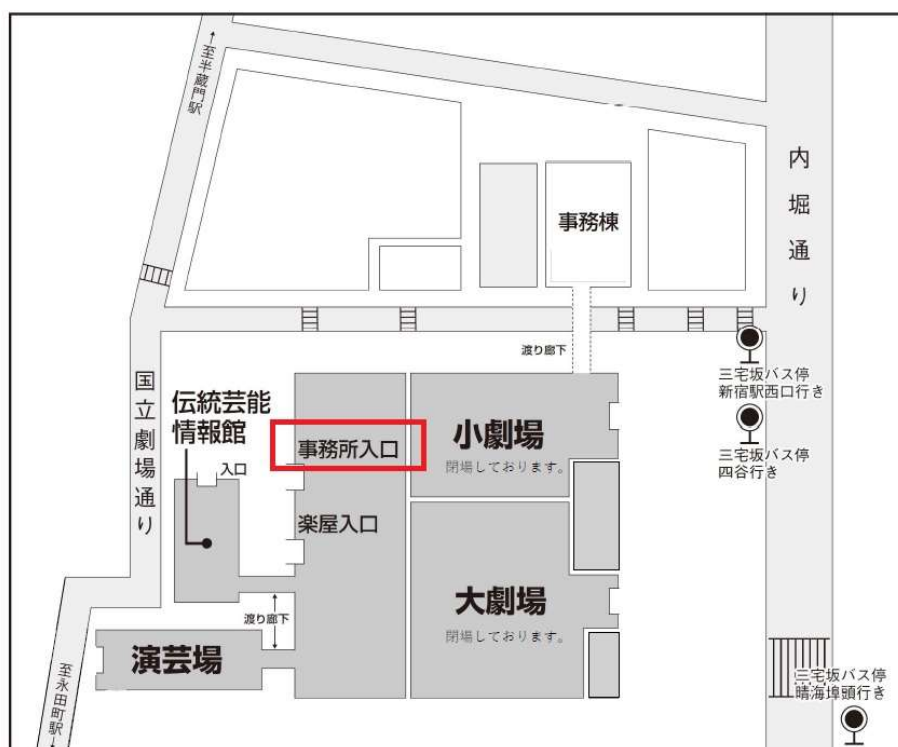 ←至半蔵門駅
内堀通り
事務棟
渡り廊下
三宅坂バス停
新宿駅西口行き
国立劇場通り
伝統芸能
情報館
入口
事務所入口
小劇場
閉場しております。
三宅坂バス停
四谷行き
楽屋入口
大劇場
閉場しております。
渡り廊下
演芸場
至永田町駅→
三宅坂バス停
晴海埠頭行き